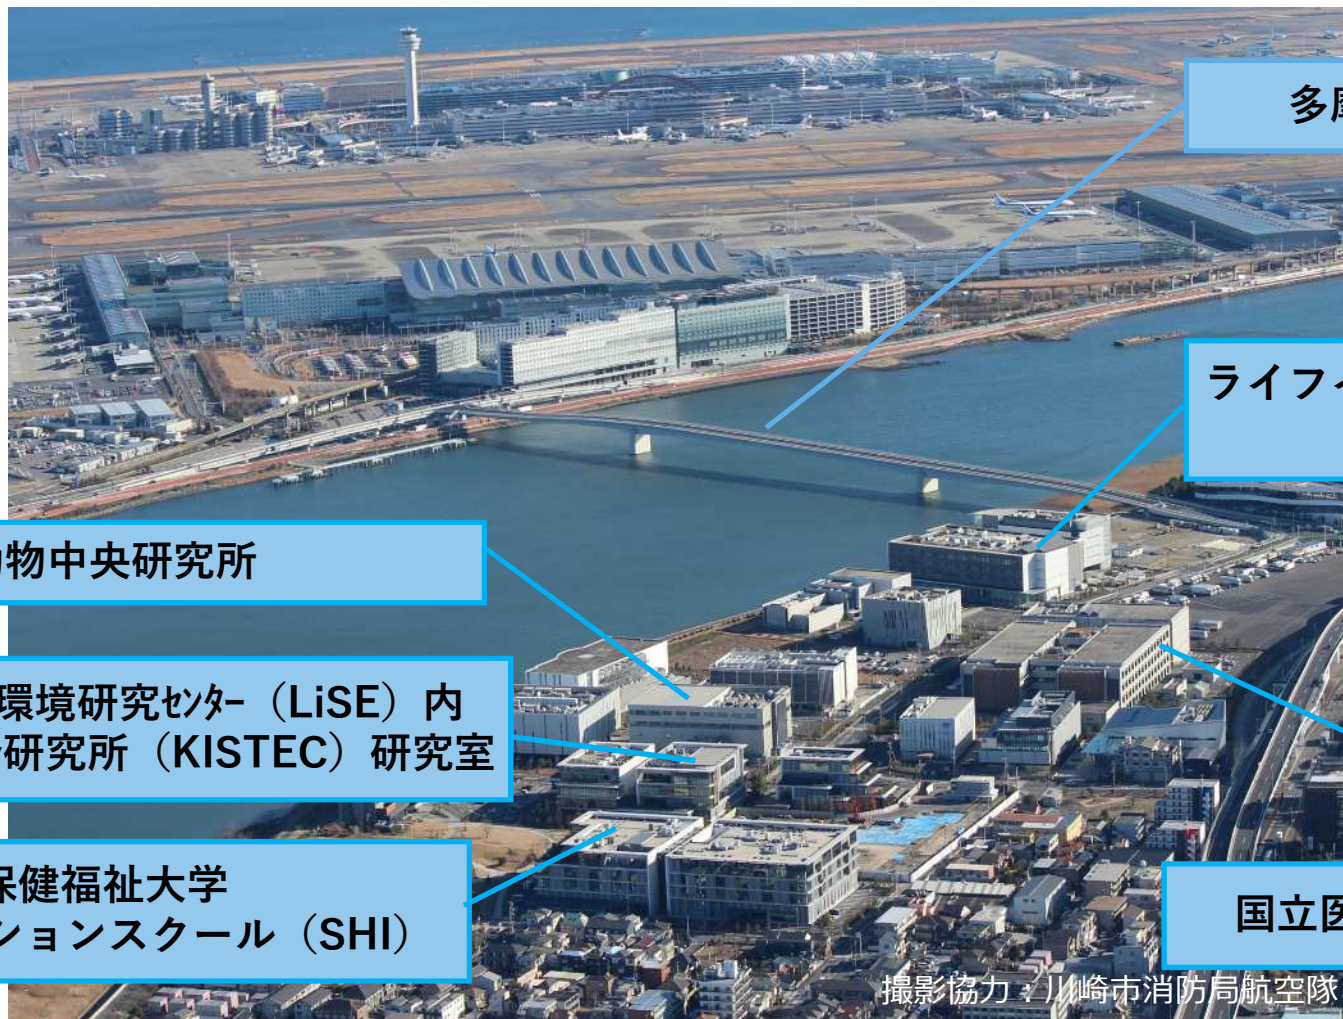 多
ライフ
物中央研究所
環境研究ｾﾝﾀｰ（LiSE）内
研究所（KISTEC）研究室
保健福祉大学
ションスクール（SHI）
国立医
撮影協力：川崎市消防局航空隊